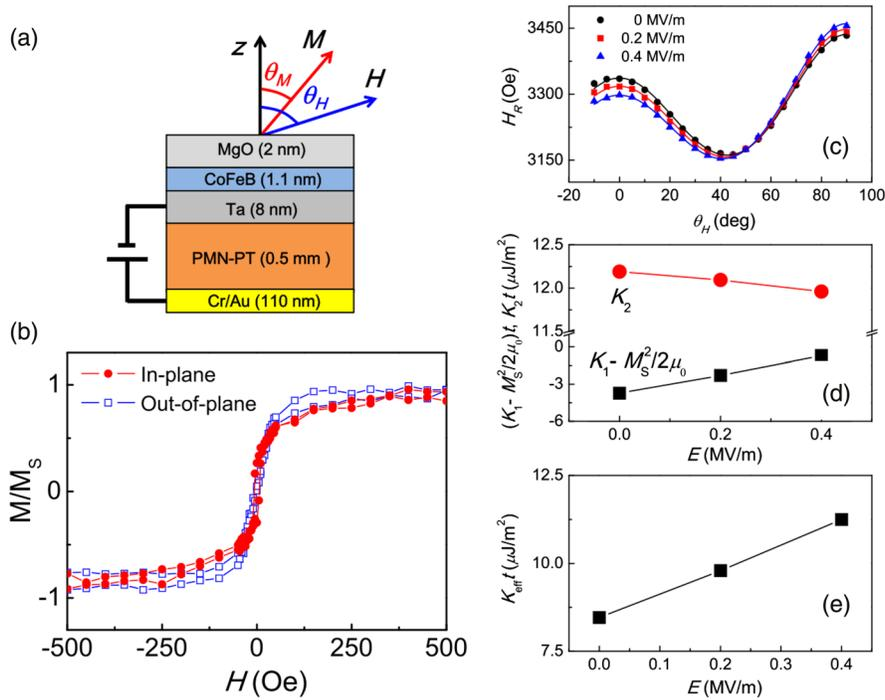 (a)
z
M
H
θM
θH
MgO (2 nm)
CoFeB (1.1 nm)
Ta (8 nm)
PMN-PT (0.5 mm )
Cr/Au (110 nm)
(b)
In-plane
Out-of-plane
1
0
-1
M/MS
-500 -250 0 250 500
H (Oe)
0 MV/m
0.2 MV/m
0.4 MV/m
3450
3300
3150
HR (Oe)
(c)
-20 0 20 40 60 80 100
θH (deg)
12.5
12.0
11.5
0
-3
-6
(K1- MS²/2μ0)t, K2t (μJ/m²)
K2
K1- MS²/2μ0
(d)
0.0 0.2 0.4
E (MV/m)
12.5
10.0
7.5
Kefft (μJ/m²)
(e)
0.0 0.1 0.2 0.3 0.4
E (MV/m)